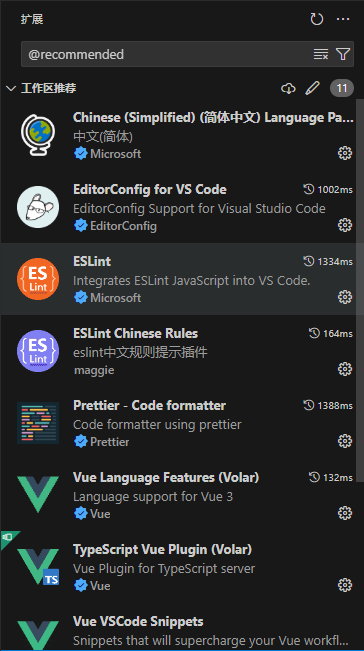 扩展
@recommended
工作区推荐
11
Chinese (Simplified) (简体中文) Language Pa...
中文(简体)
Microsoft
EditorConfig for VS Code
1002ms
EditorConfig Support for Visual Studio Code
EditorConfig
ES
Lint
ESLint
1334ms
Integrates ESLint JavaScript into VS Code.
Microsoft
ES
Lint
ESLint Chinese Rules
164ms
eslint中文规则提示插件
maggie
Prettier - Code formatter
1388ms
Code formatter using prettier
Prettier
Vue Language Features (Volar)
132ms
Language support for Vue 3
Vue
TypeScript Vue Plugin (Volar)
Vue Plugin for TypeScript server
TS
Vue
Vue VSCode Snippets
Snippets that will supercharge your Vue workfl...